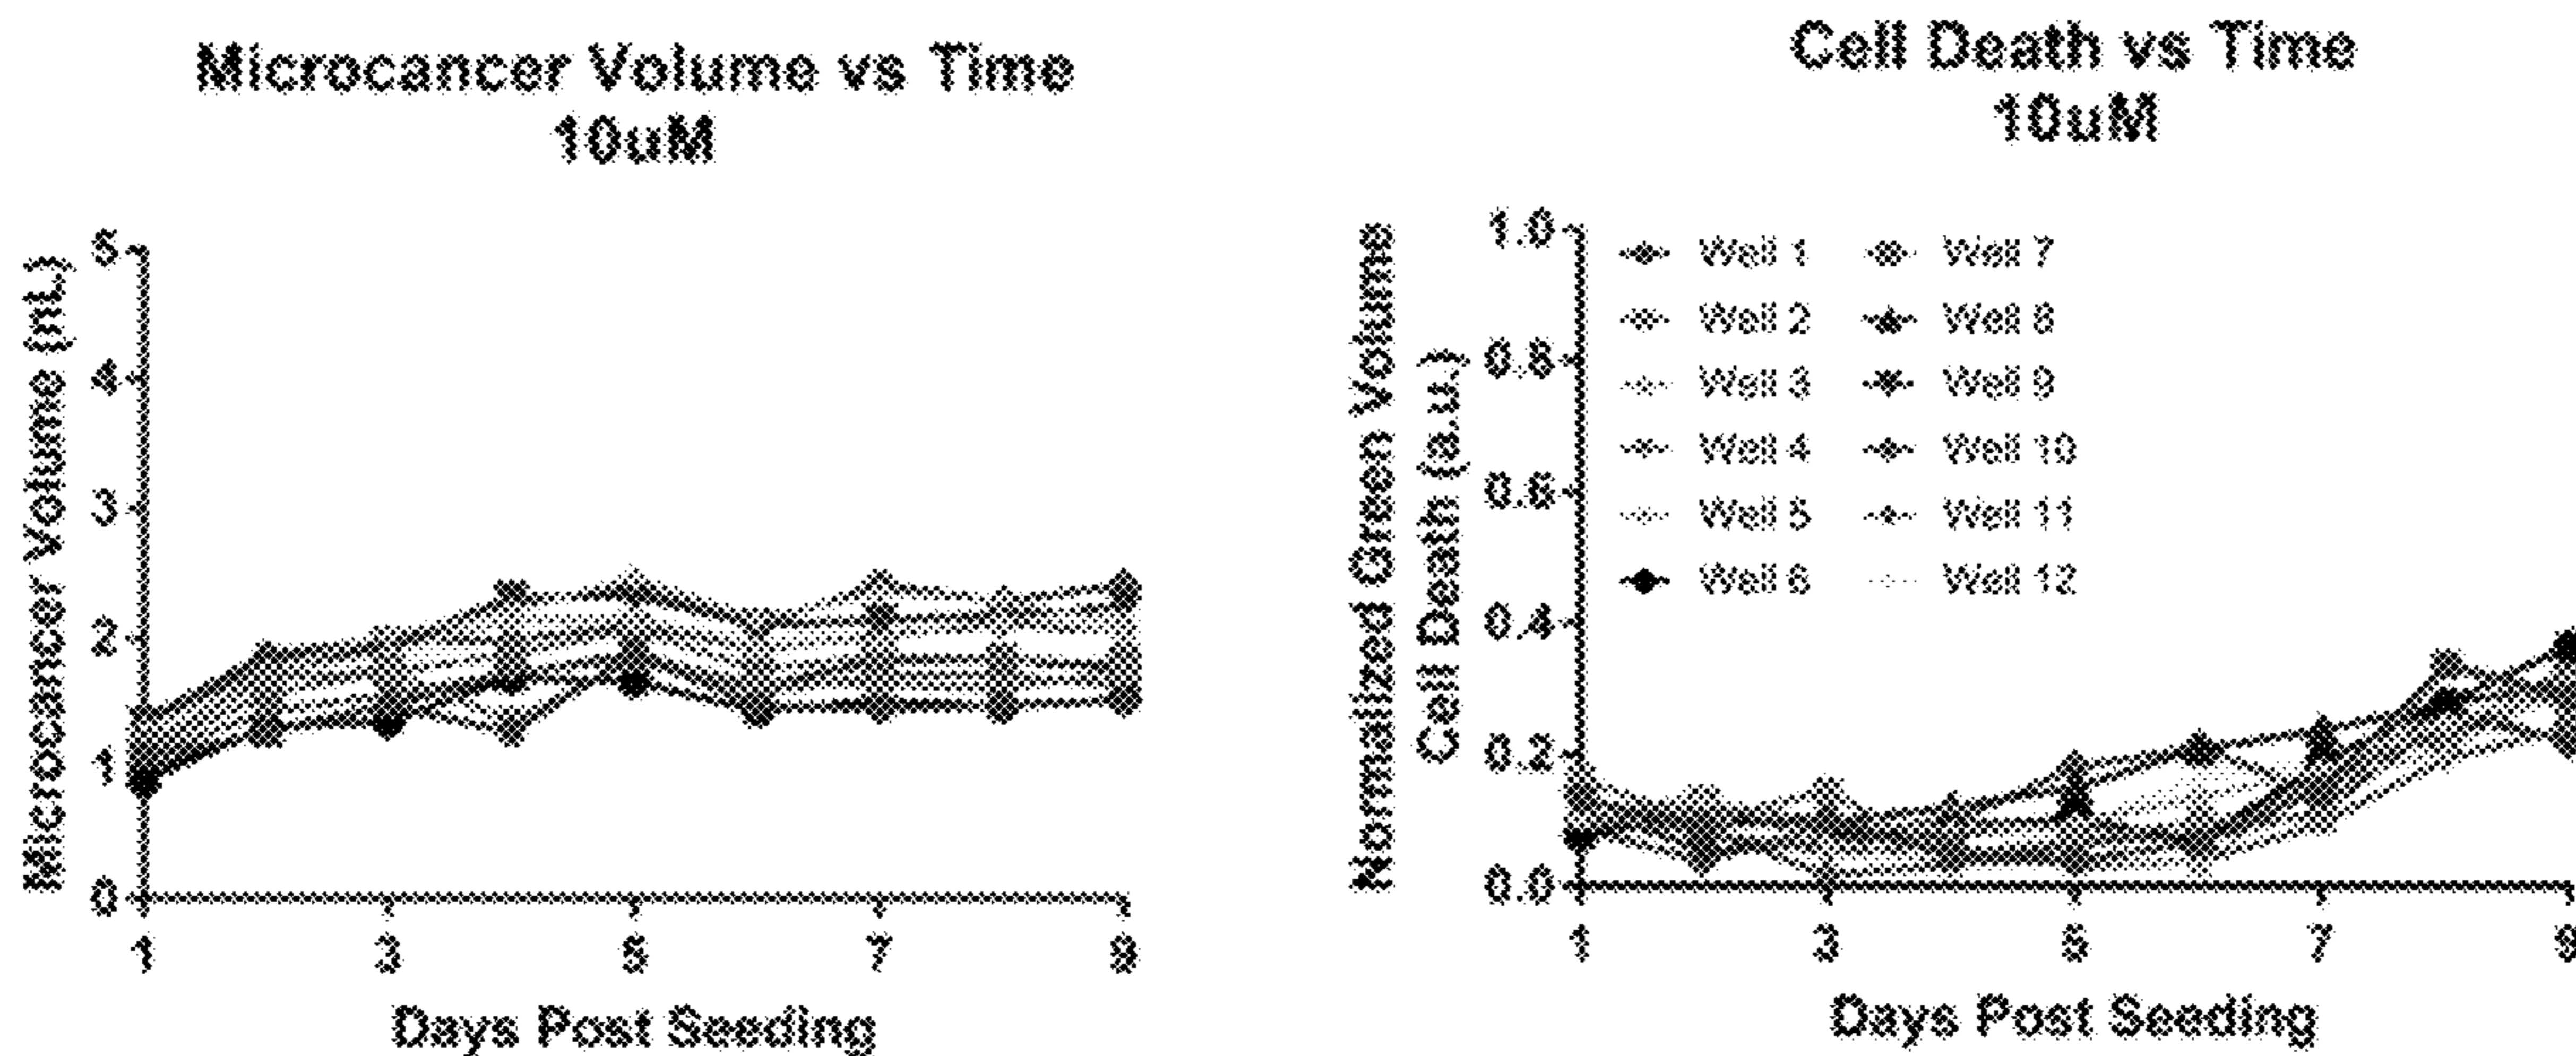 Microcancer Volume vs Time
10uM
Microcancer Volume (nL)
5
4
3
2
1
0
1 3 5 7 9
Days Post Seeding
Cell Death vs Time
10uM
Normalized Green Volume
Cell Death (a.u.)
1.0
0.8
0.6
0.4
0.2
0.0
Well 1 Well 7
Well 2 Well 8
Well 3 Well 9
Well 4 Well 10
Well 5 Well 11
Well 6 Well 12
1 3 5 7 9
Days Post Seeding